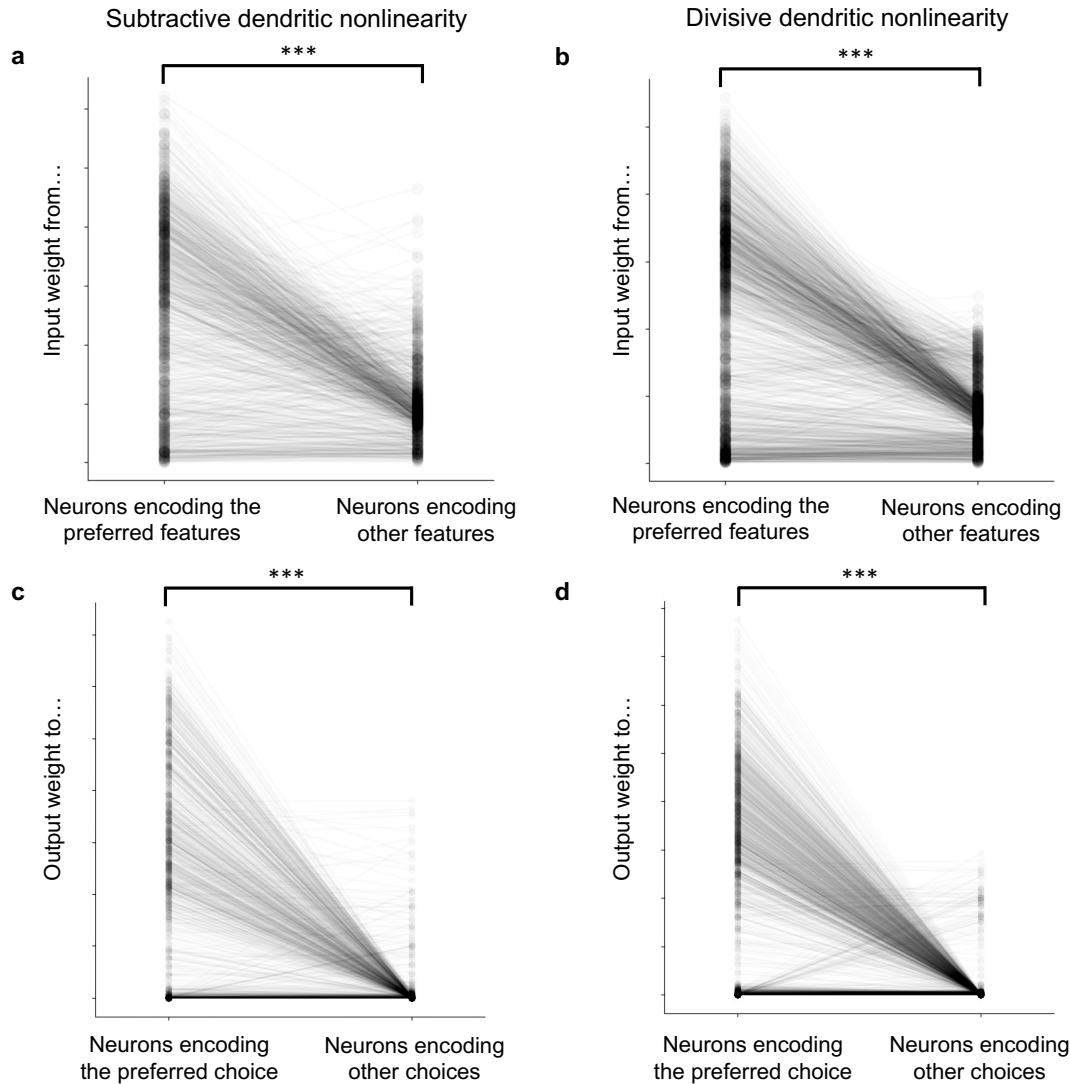 Subtractive dendritic nonlinearity
Divisive dendritic nonlinearity
a
***
Input weight from…
Neurons encoding the
preferred features
Neurons encoding
other features
b
***
Input weight from…
Neurons encoding the
preferred features
Neurons encoding
other features
c
***
Output weight to…
Neurons encoding
the preferred choice
Neurons encoding
other choices
d
***
Output weight to…
Neurons encoding
the preferred choice
Neurons encoding
other choices